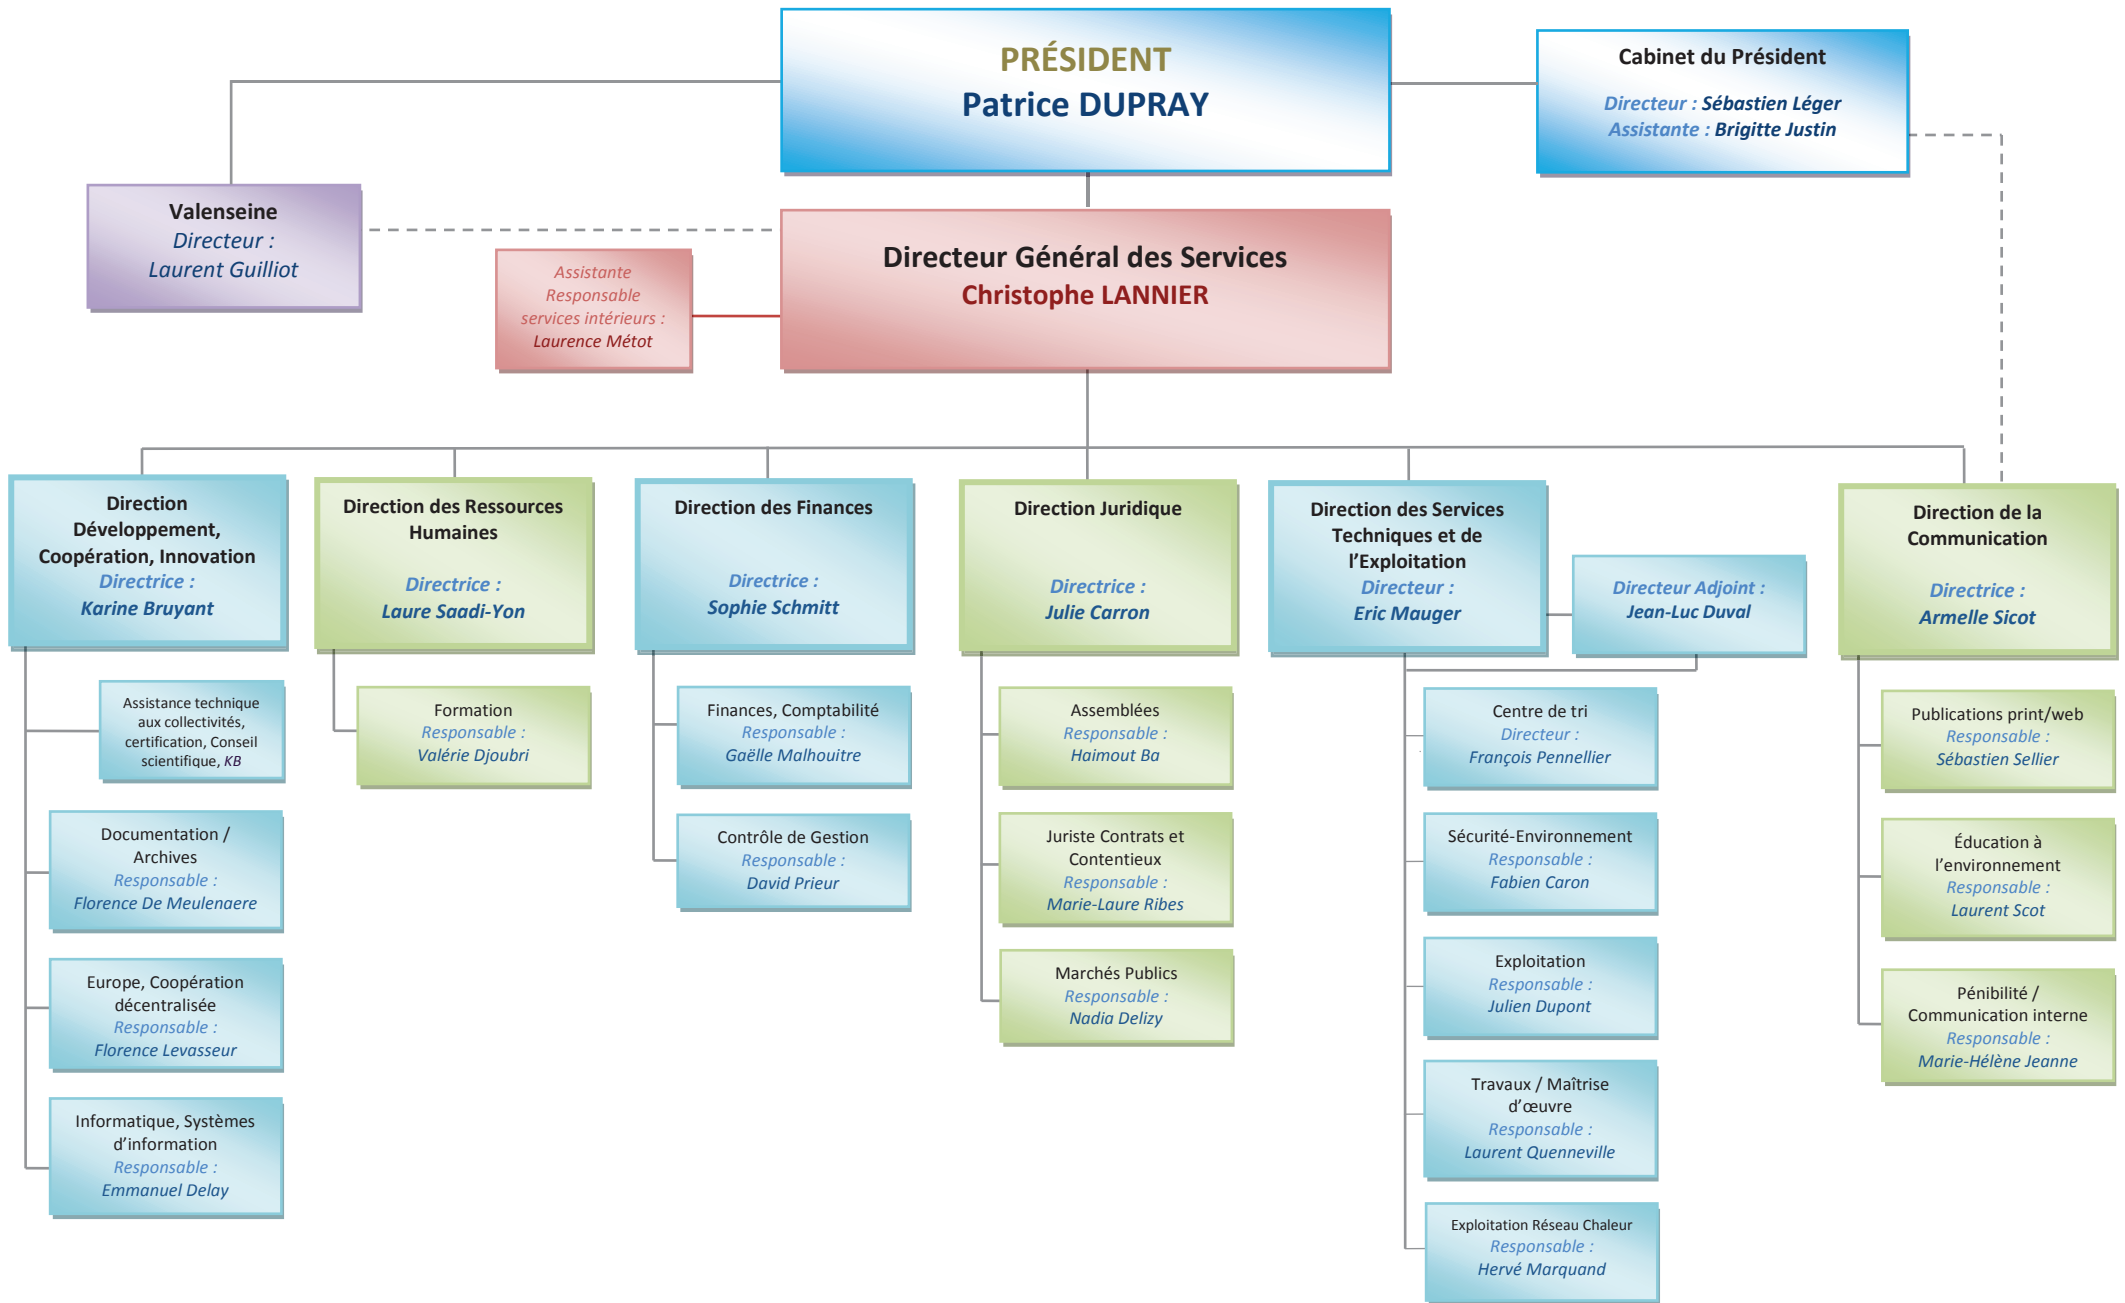 PRÉSIDENT
Patrice DUPRAY
Cabinet du Président
Directeur : Sébastien Léger
Assistante : Brigitte Justin
Valenseine
Directeur :
Laurent Guilliot
Directeur Général des Services
Christophe LANNIER
Assistante
Responsable
services intérieurs :
Laurence Métot
Direction
Développement,
Coopération, Innovation
Directrice :
Karine Bruyant
Assistance technique
aux collectivités,
certification, Conseil
scientifique, KB
Documentation /
Archives
Responsable :
Florence De Meulenaere
Europe, Coopération
décentralisée
Responsable :
Florence Levasseur
Informatique, Systèmes
d’information
Responsable :
Emmanuel Delay
Direction des Ressources
Humaines
Directrice :
Laure Saadi-Yon
Formation
Responsable :
Valérie Djoubri
Direction des Finances
Directrice :
Sophie Schmitt
Finances, Comptabilité
Responsable :
Gaëlle Malhouitre
Contrôle de Gestion
Responsable :
David Prieur
Direction Juridique
Directrice :
Julie Carron
Assemblées
Responsable :
Haimout Ba
Juriste Contrats et
Contentieux
Responsable :
Marie-Laure Ribes
Marchés Publics
Responsable :
Nadia Delizy
Direction des Services
Techniques et de
l’Exploitation
Directeur :
Eric Mauger
Directeur Adjoint :
Jean-Luc Duval
Centre de tri
Directeur :
François Pennellier
Sécurité-Environnement
Responsable :
Fabien Caron
Exploitation
Responsable :
Julien Dupont
Travaux / Maîtrise
d’œuvre
Responsable :
Laurent Quenneville
Exploitation Réseau Chaleur
Responsable :
Hervé Marquand
Direction de la
Communication
Directrice :
Armelle Sicot
Publications print/web
Responsable :
Sébastien Sellier
Éducation à
l’environnement
Responsable :
Laurent Scot
Pénibilité /
Communication interne
Responsable :
Marie-Hélène Jeanne